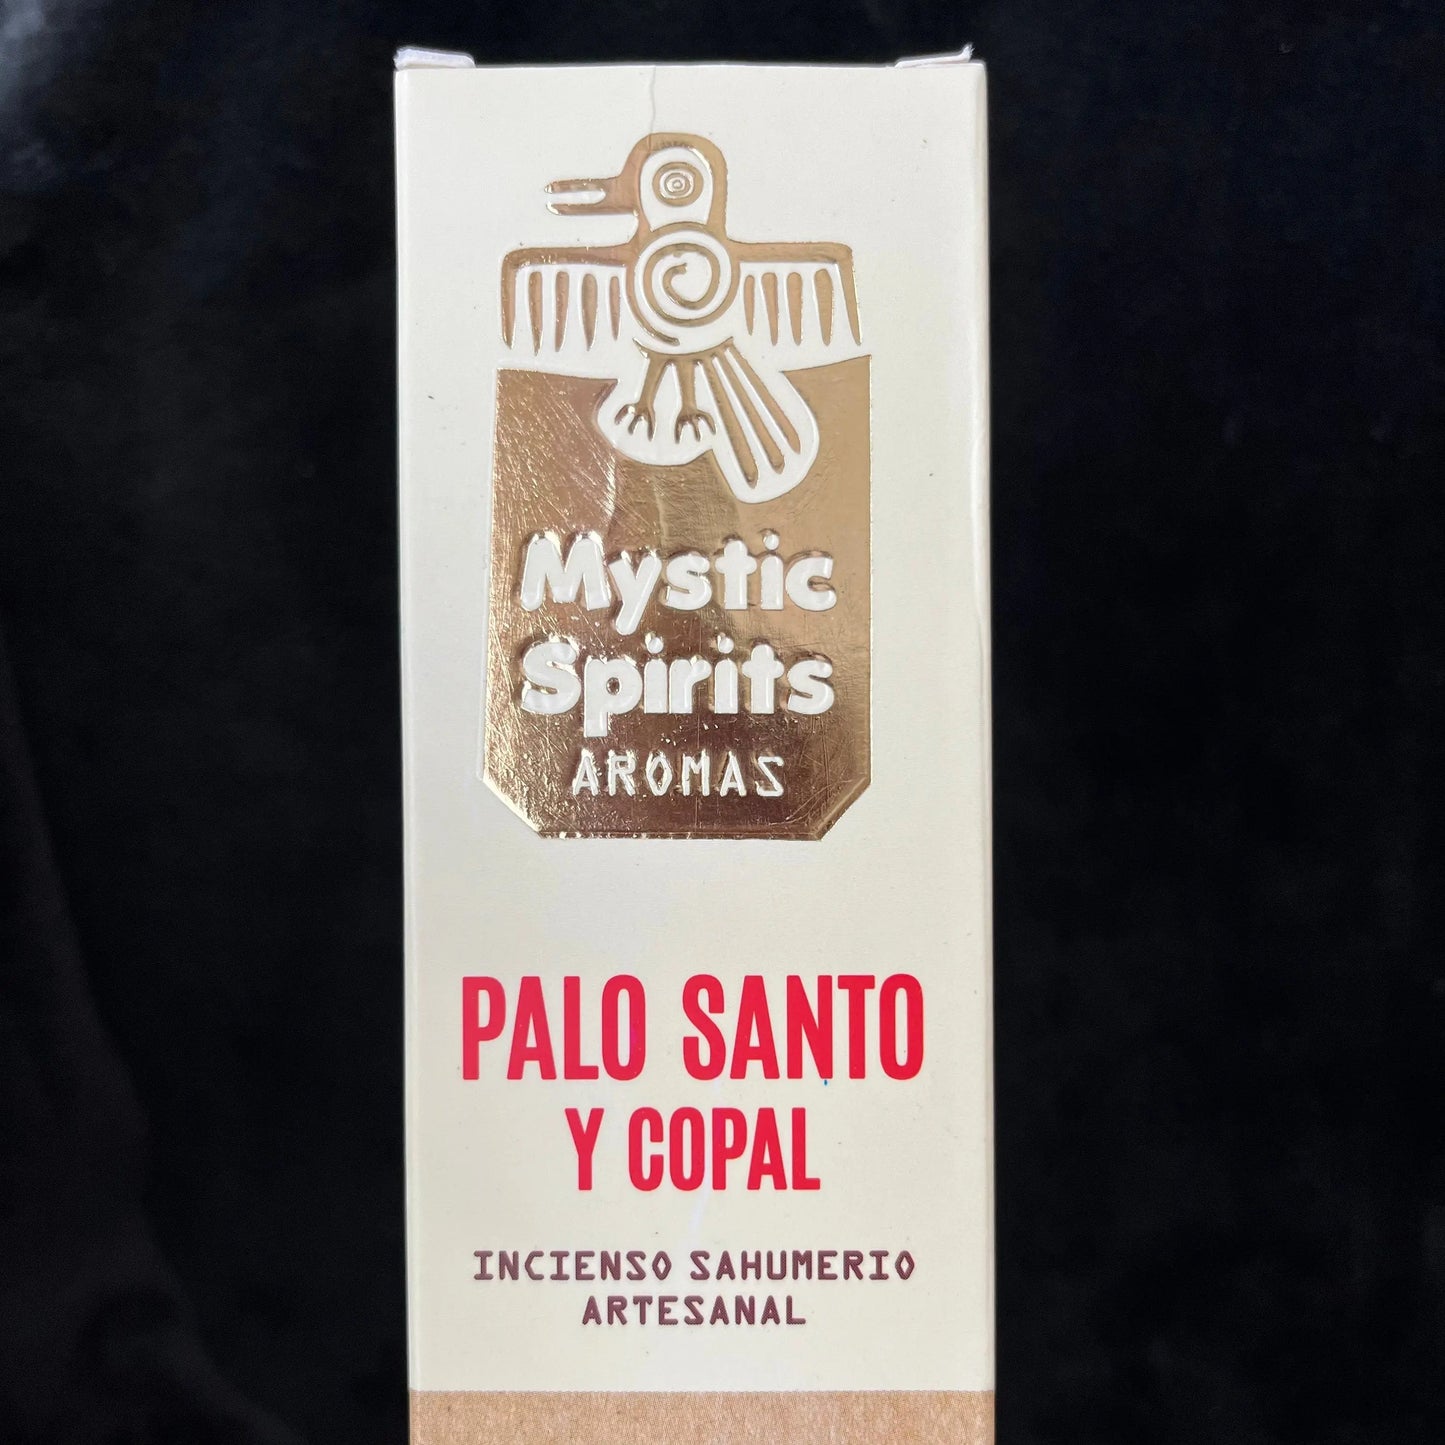 Mystic
Spirits
AROMAS
PALO SANTO
Y COPAL
INCIENSO SAHUMERIO
ARTESANAL